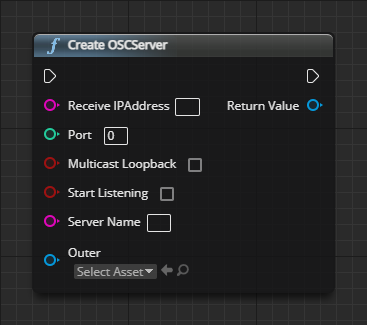 Create OSCServer
Receive IPAddress Return Value
Port 0
Multicast Loopback
Start Listening
Server Name
Outer
Select Asset